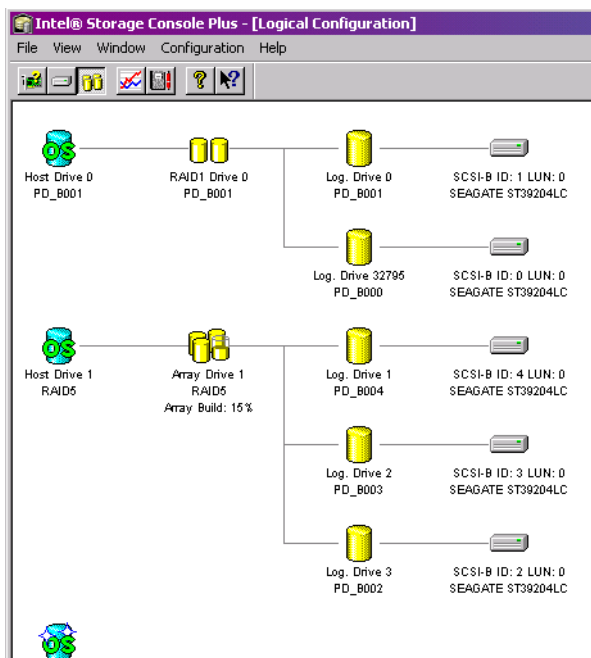 Intel® Storage Console Plus - [Logical Configuration]
File View Window Configuration Help
Host Drive 0
PD_B001
RAID1 Drive 0
PD_B001
Log. Drive 0
PD_B001
SCSI-B ID: 1 LUN: 0
SEAGATE ST39204LC
Log. Drive 32795
PD_B000
SCSI-B ID: 0 LUN: 0
SEAGATE ST39204LC
Host Drive 1
RAID5
Array Drive 1
RAID5
Array Build: 15%
Log. Drive 1
PD_B004
SCSI-B ID: 4 LUN: 0
SEAGATE ST39204LC
Log. Drive 2
PD_B003
SCSI-B ID: 3 LUN: 0
SEAGATE ST39204LC
Log. Drive 3
PD_B002
SCSI-B ID: 2 LUN: 0
SEAGATE ST39204LC